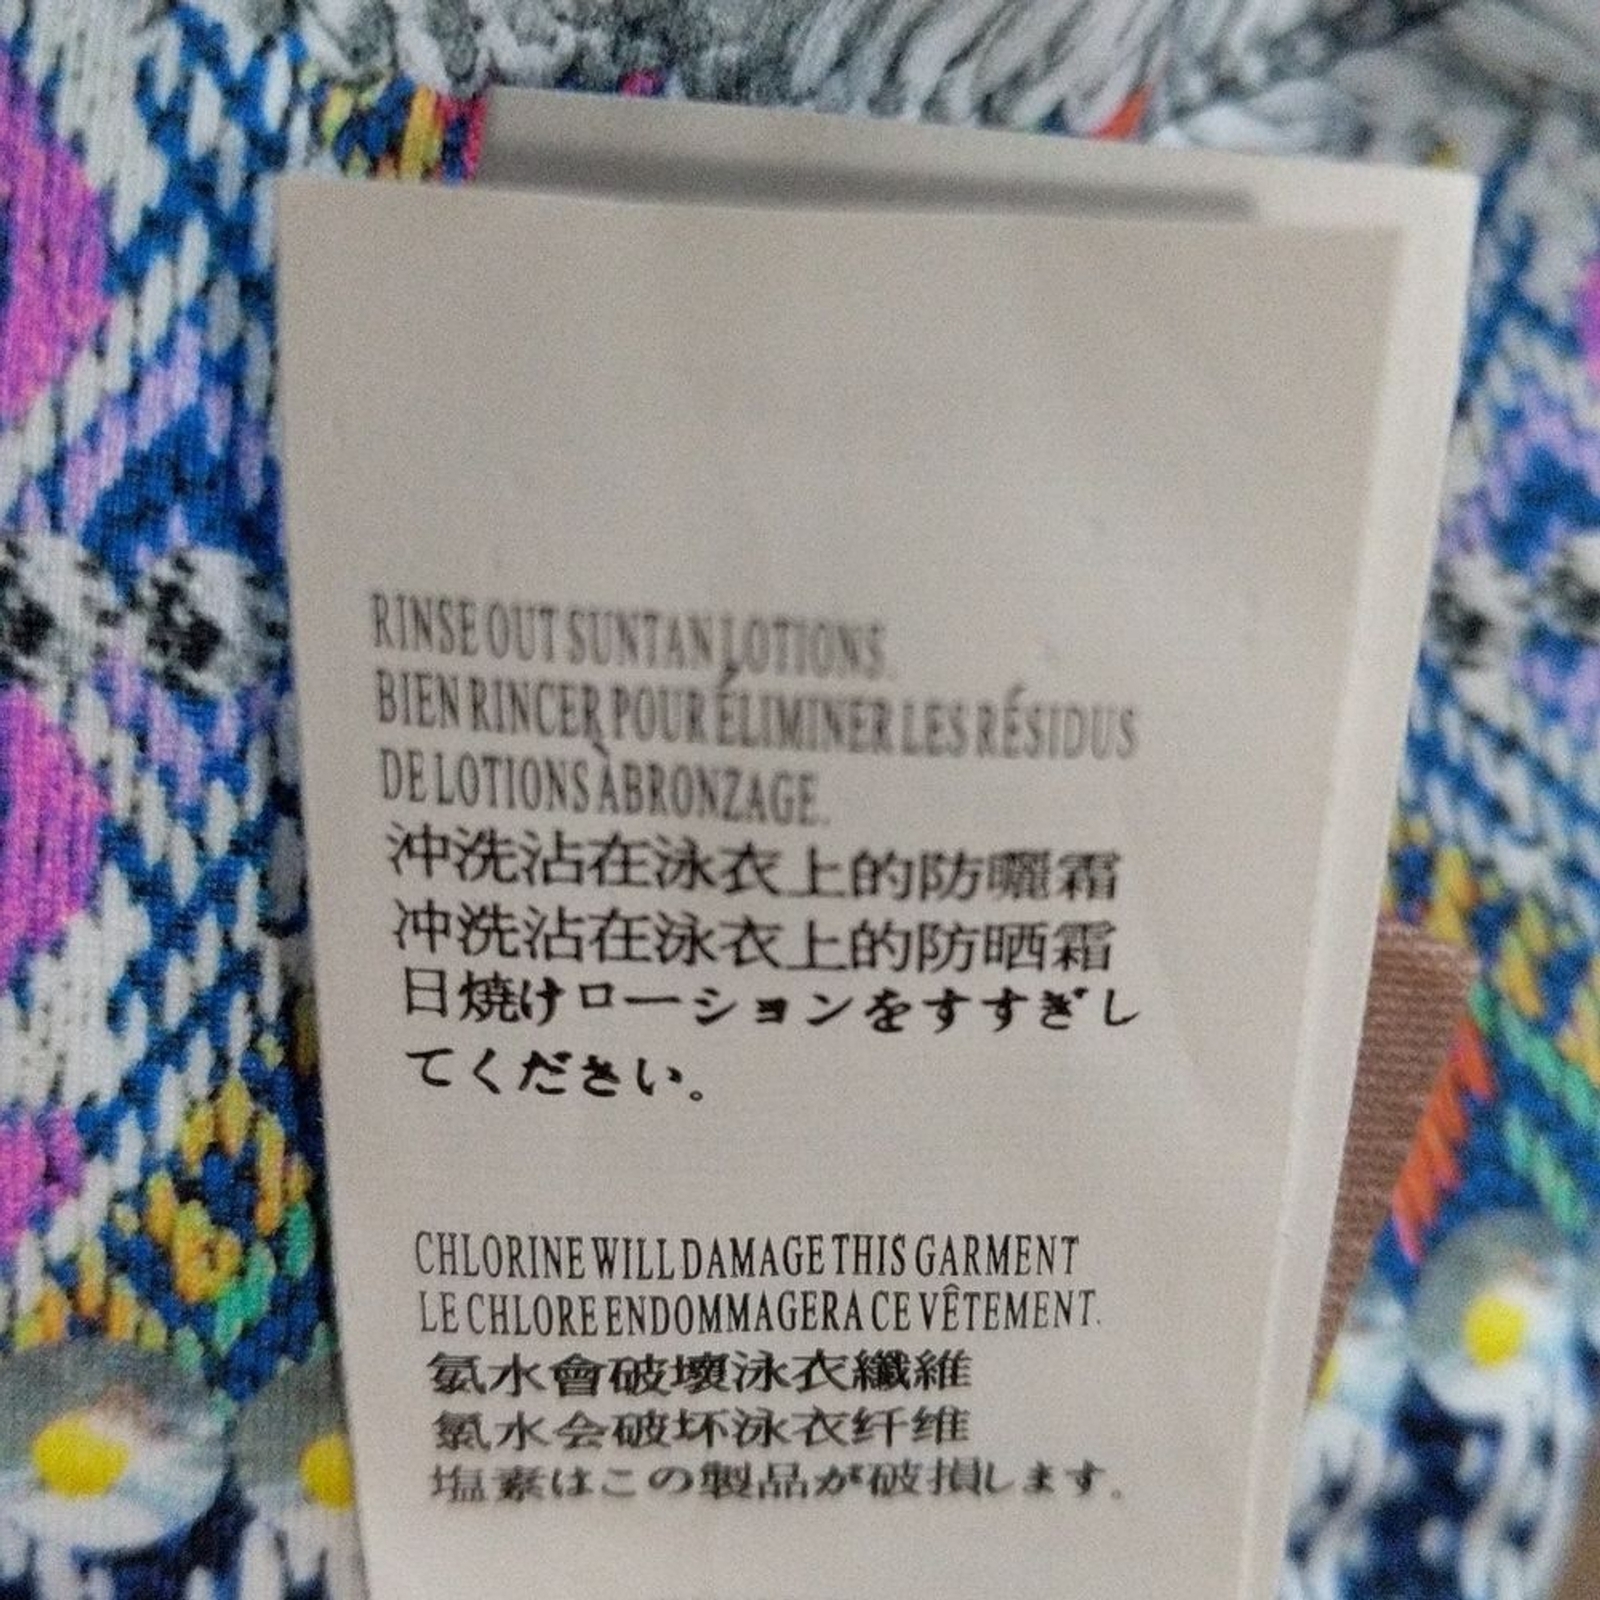 RINSE OUT SUNTAN LOTIONS.
BIEN RINCER POUR ÉLIMINER LES RÉSIDUS
DE LOTIONS À BRONZAGE.
沖洗沾在泳衣上的防曬霜
冲洗沾在泳衣上的防晒霜
日焼けローションをすすぎし
てください。
CHLORINE WILL DAMAGE THIS GARMENT
LE CHLORE ENDOMMAGERA CE VÊTEMENT.
氨水會破壞泳衣纖維
氯水会破坏泳衣纤维
塩素はこの製品が破損します。